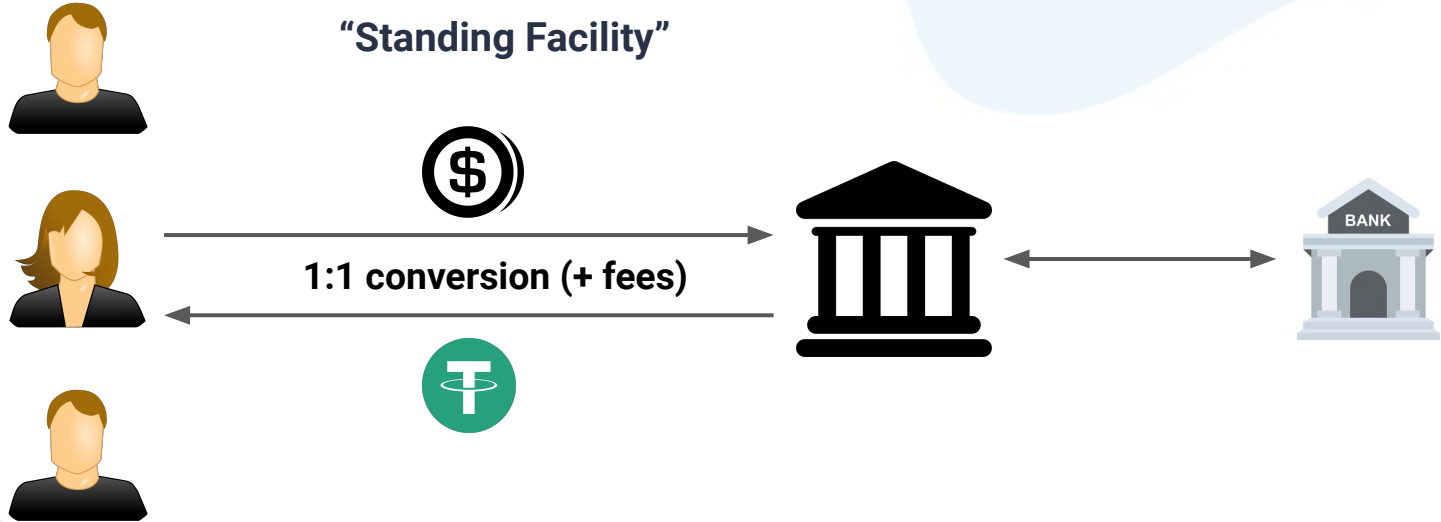 “Standing Facility”
$
BANK
1:1 conversion (+ fees)